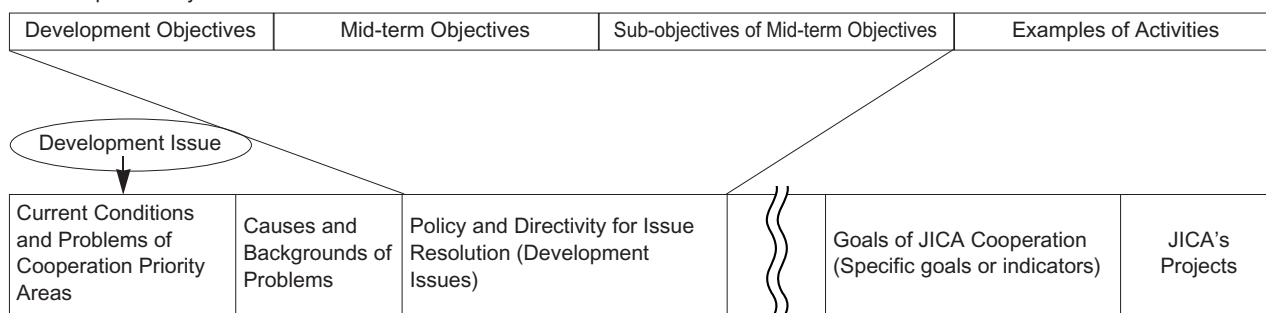 Development Objectives Mid-term Objectives Sub-objectives of Mid-term Objectives Examples of Activities
Development Issue
Current Conditions
and Problems of
Cooperation Priority
Areas
Causes and
Backgrounds of
Problems
Policy and Directivity for Issue
Resolution (Development
Issues)
Goals of JICA Cooperation
(Specific goals or indicators)
JICA's
Projects